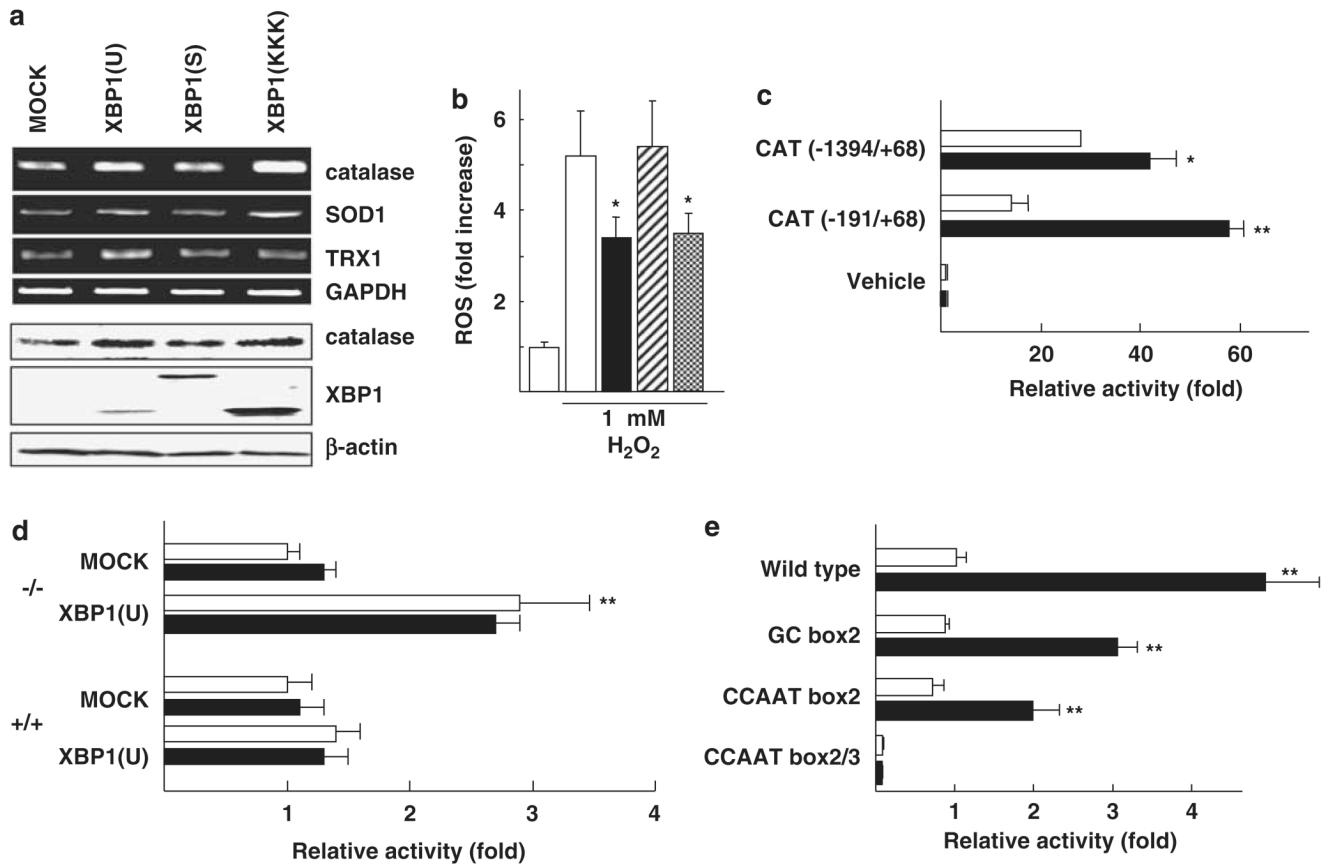 a
MOCK
XBP1(U)
XBP1(S)
XBP1(KKK)
catalase
SOD1
TRX1
GAPDH
catalase
XBP1
β-actin
b
ROS (fold increase)
6
4
2
*
*
1 mM
H₂O₂
c
CAT (-1394/+68)
*
CAT (-191/+68)
**
Vehicle
20 40 60
Relative activity (fold)
d
MOCK
-/-
XBP1(U)
**
MOCK
+/+
XBP1(U)
1 2 3 4
Relative activity (fold)
e
Wild type
**
GC box2
**
CCAAT box2
**
CCAAT box2/3
1 2 3 4
Relative activity (fold)